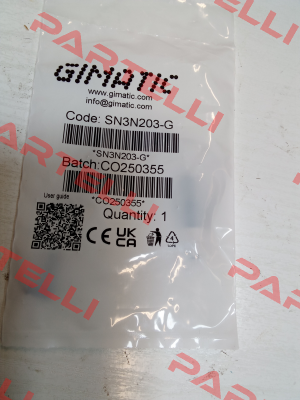 GIMATIC
www.gimatic.com
info@gimatic.com
Code: SN3N203-G
*SN3N203-G*
Batch:CO250355
*CO250355*
User guide
Quantity: 1
CE UK CA
PARTELLI
PARTELLI
PARTELLI
PARTELLI